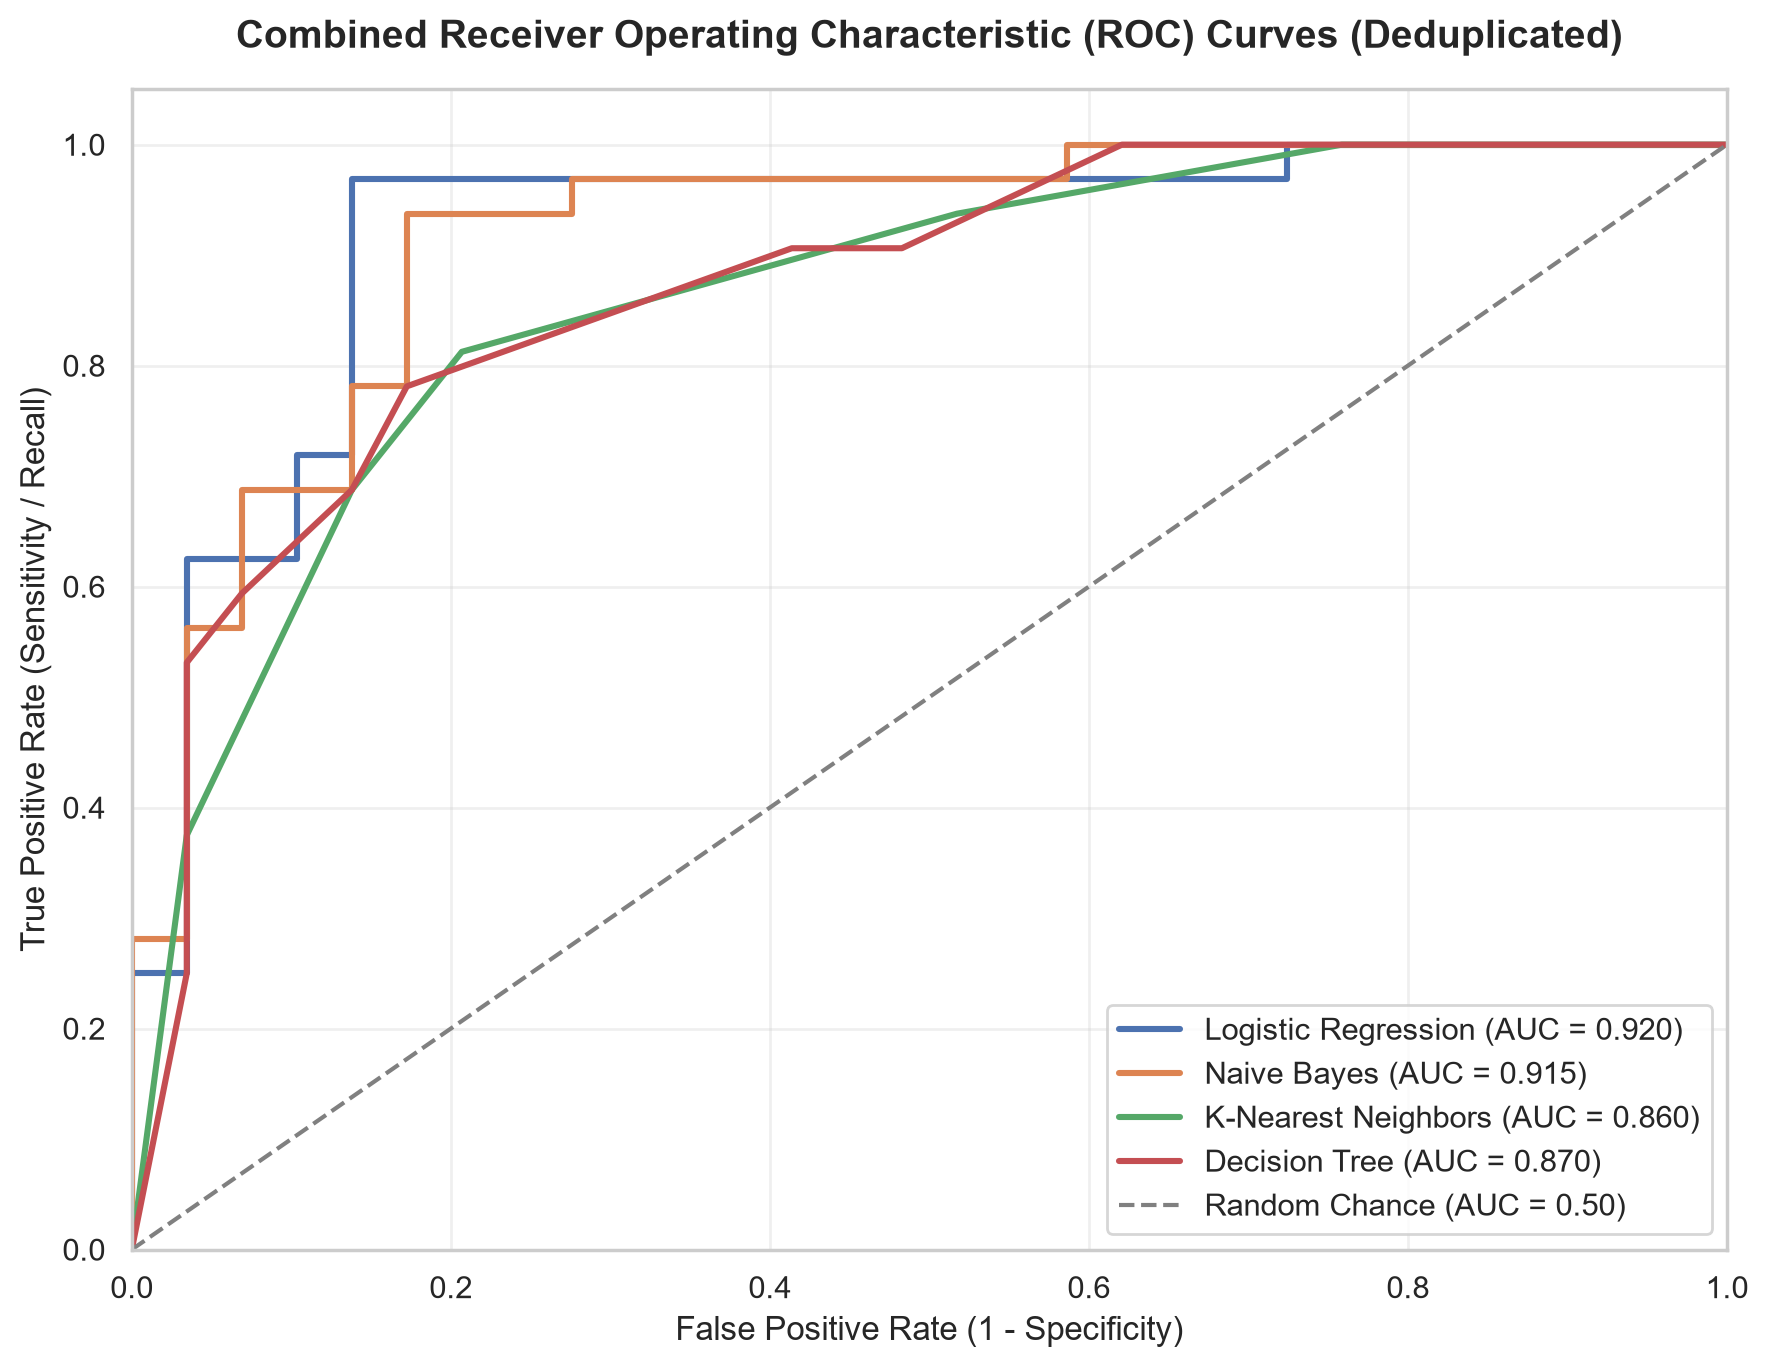 Combined Receiver Operating Characteristic (ROC) Curves (Deduplicated)
True Positive Rate (Sensitivity / Recall)
1.0
0.8
0.6
0.4
0.2
0.0
0.0
0.2
0.4
0.6
0.8
1.0
False Positive Rate (1 - Specificity)
Logistic Regression (AUC = 0.920)
Naive Bayes (AUC = 0.915)
K-Nearest Neighbors (AUC = 0.860)
Decision Tree (AUC = 0.870)
Random Chance (AUC = 0.50)